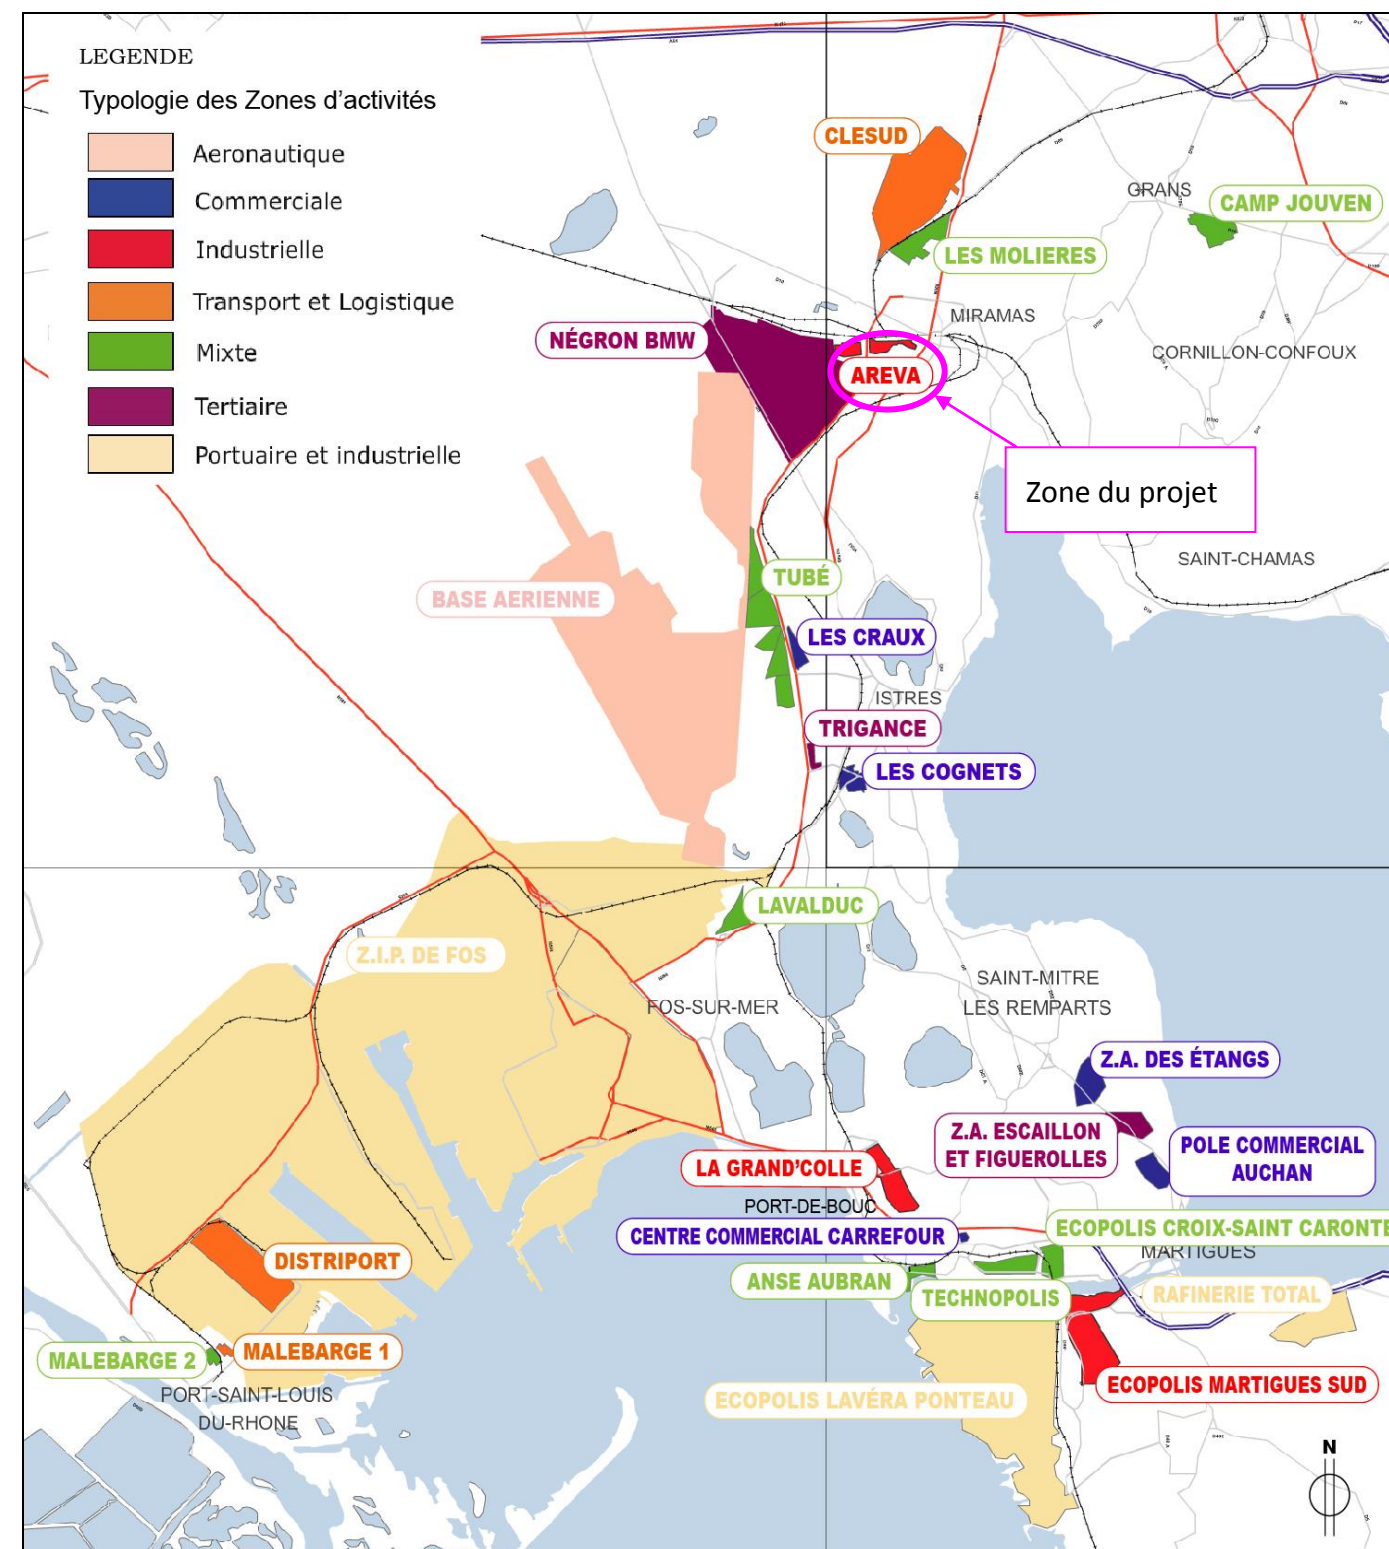 LEGENDE
Typologie des Zones d'activités
Aeronautique
Commerciale
Industrielle
Transport et Logistique
Mixte
Tertiaire
Portuaire et industrielle
CLESUD
GRANS
CAMP JOUVEN
LES MOLIERES
MIRAMAS
NÉGRON BMW
CORNILLON-CONFOUX
AREVA
Zone du projet
SAINT-CHAMAS
TUBÉ
BASE AERIENNE
LES CRAUX
ISTRES
TRIGANCE
LES COGNETS
LAVALDUC
Z.I.P. DE FOS
SAINT-MITRE
LES REMPARTS
FOS-SUR-MER
Z.A. DES ÉTANGS
Z.A. ESCAILLON
ET FIGUEROLLES
POLE COMMERCIAL
AUCHAN
LA GRAND'COLLE
PORT-DE-BOUC
CENTRE COMMERCIAL CARREFOUR
ECOPOLIS CROIX-SAINT CARONTE
MARTIGUES
DISTRIPORT
ANSE AUBRAN
TECHNOPOLIS
RAFINERIE TOTAL
MALEBARGE 2
MALEBARGE 1
ECOPOLIS MARTIGUES SUD
PORT-SAINT-LOUIS
DU-RHONE
ECOPOLIS LAVÉRA PONTEAU
N